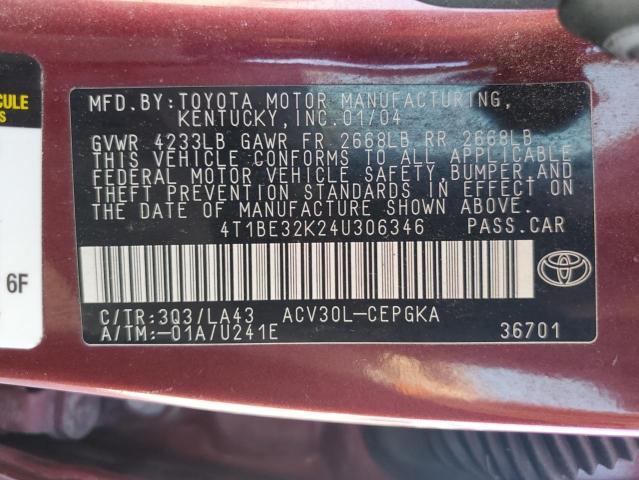 CULE
S
6F
MFD.BY:TOYOTA MOTOR MANUFACTURING,
KENTUCKY,INC.01/04
GVWR 4233LB GAWR FR 2668LB RR 2668LB
THIS VEHICLE CONFORMS TO ALL APPLICABLE
FEDERAL MOTOR VEHICLE SAFETY,BUMPER,AND
THEFT PREVENTION STANDARDS IN EFFECT ON
THE DATE OF MANUFACTURE SHOWN ABOVE.
4T1BE32K24U306346 PASS.CAR
C/TR:3Q3/LA43 ACV30L-CEPGKA
A/TM:-01A/U241E 36701